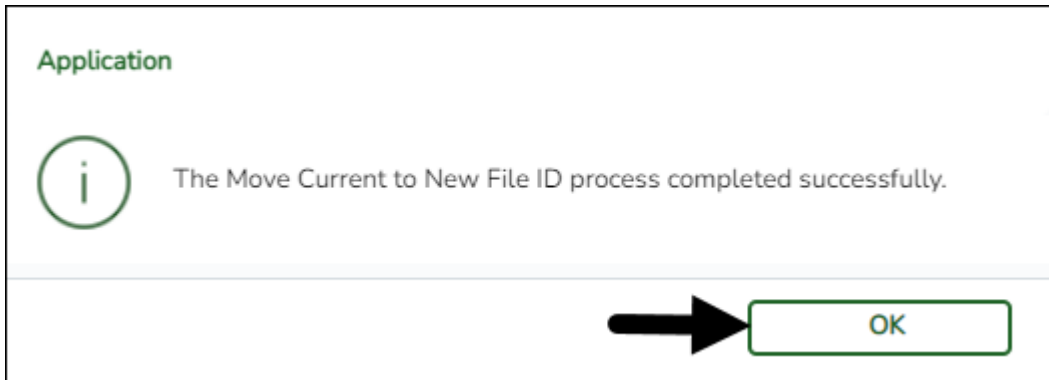 Application
i
The Move Current to New File ID process completed successfully.
OK